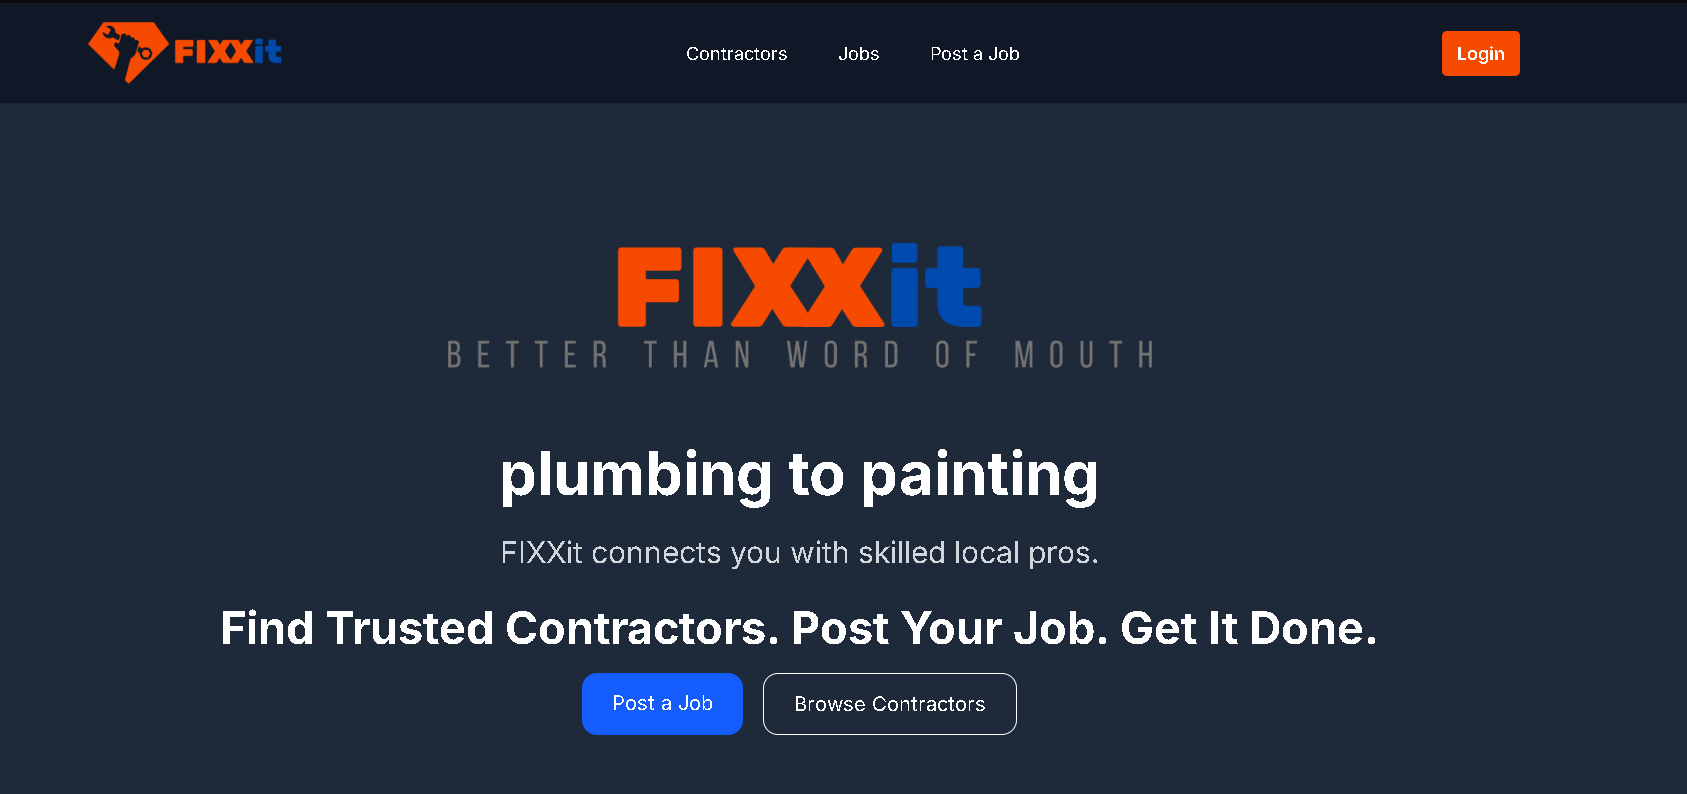 FIXXit
Contractors
Jobs
Post a Job
Login
FIXXit
BETTER THAN WORD OF MOUTH
plumbing to painting
FIXXit connects you with skilled local pros.
Find Trusted Contractors. Post Your Job. Get It Done.
Post a Job
Browse Contractors